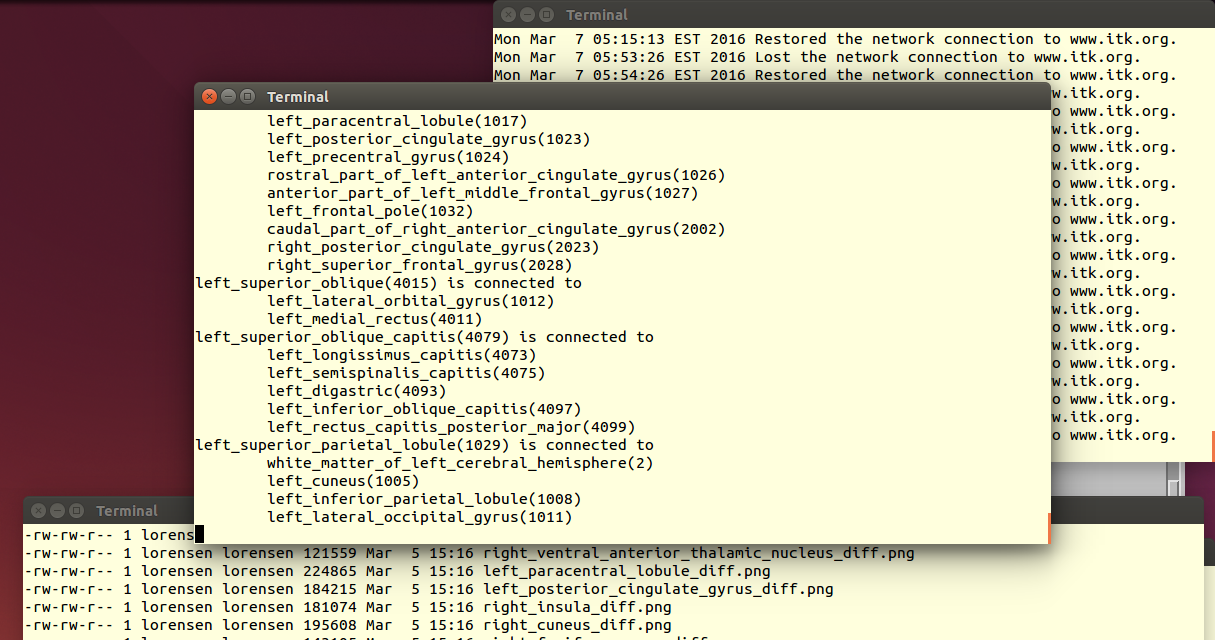 Terminal
Mon Mar  7 05:15:13 EST 2016 Restored the network connection to www.itk.org.
Mon Mar  7 05:53:26 EST 2016 Lost the network connection to www.itk.org.
Mon Mar  7 05:54:26 EST 2016 Restored the network connection to www.itk.org.
w.itk.org.
o www.itk.org.
w.itk.org.
o www.itk.org.
w.itk.org.
o www.itk.org.
w.itk.org.
o www.itk.org.
w.itk.org.
o www.itk.org.
w.itk.org.
o www.itk.org.
w.itk.org.
o www.itk.org.
w.itk.org.
o www.itk.org.
w.itk.org.
o www.itk.org.
w.itk.org.
o www.itk.org.
Terminal
left_paracentral_lobule(1017)
left_posterior_cingulate_gyrus(1023)
left_precentral_gyrus(1024)
rostral_part_of_left_anterior_cingulate_gyrus(1026)
anterior_part_of_left_middle_frontal_gyrus(1027)
left_frontal_pole(1032)
caudal_part_of_right_anterior_cingulate_gyrus(2002)
right_posterior_cingulate_gyrus(2023)
right_superior_frontal_gyrus(2028)
left_superior_oblique(4015) is connected to
left_lateral_orbital_gyrus(1012)
left_medial_rectus(4011)
left_superior_oblique_capitis(4079) is connected to
left_longissimus_capitis(4073)
left_semispinalis_capitis(4075)
left_digastric(4093)
left_inferior_oblique_capitis(4097)
left_rectus_capitis_posterior_major(4099)
left_superior_parietal_lobule(1029) is connected to
white_matter_of_left_cerebral_hemisphere(2)
left_cuneus(1005)
left_inferior_parietal_lobule(1008)
left_lateral_occipital_gyrus(1011)
Terminal
-rw-rw-r-- 1 lorens
-rw-rw-r-- 1 lorensen lorensen 121559 Mar  5 15:16 right_ventral_anterior_thalamic_nucleus_diff.png
-rw-rw-r-- 1 lorensen lorensen 224865 Mar  5 15:16 left_paracentral_lobule_diff.png
-rw-rw-r-- 1 lorensen lorensen 184215 Mar  5 15:16 left_posterior_cingulate_gyrus_diff.png
-rw-rw-r-- 1 lorensen lorensen 181074 Mar  5 15:16 right_insula_diff.png
-rw-rw-r-- 1 lorensen lorensen 195608 Mar  5 15:16 right_cuneus_diff.png